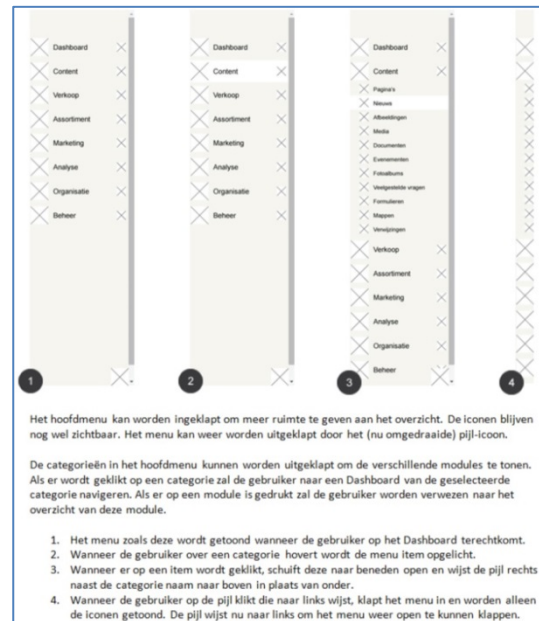 Dashboard
Content
Verkoop
Assortiment
Marketing
Analyse
Organisatie
Beheer
1
Dashboard
Content
Verkoop
Assortiment
Marketing
Analyse
Organisatie
Beheer
2
Dashboard
Content
Pagina's
Nieuws
Afbeeldingen
Media
Documenten
Evenementen
Fotoalbums
Veelgestelde vragen
Formulieren
Mappen
Verwijzingen
Verkoop
Assortiment
Marketing
Analyse
Organisatie
Beheer
3
4
Het hoofdmenu kan worden ingeklapt om meer ruimte te geven aan het overzicht. De iconen blijven
nog wel zichtbaar. Het menu kan weer worden uitgeklapt door het (nu omgedraaide) pijl-icoon.
De categorieën in het hoofdmenu kunnen worden uitgeklapt om de verschillende modules te tonen.
Als er wordt geklikt op een categorie zal de gebruiker naar een Dashboard van de geselecteerde
categorie navigeren. Als er op een module is gedrukt zal de gebruiker worden verwezen naar het
overzicht van deze module.
1. Het menu zoals deze wordt getoond wanneer de gebruiker op het Dashboard terechtkomt.
2. Wanneer de gebruiker over een categorie hovert wordt de menu item opgelicht.
3. Wanneer er op een item wordt geklikt, schuift deze naar beneden open en wijst de pijl rechts
naast de categorie naam naar boven in plaats van onder.
4. Wanneer de gebruiker op de pijl klikt die naar links wijst, klapt het menu in en worden alleen
de iconen getoond. De pijl wijst nu naar links om het menu weer open te kunnen klappen.